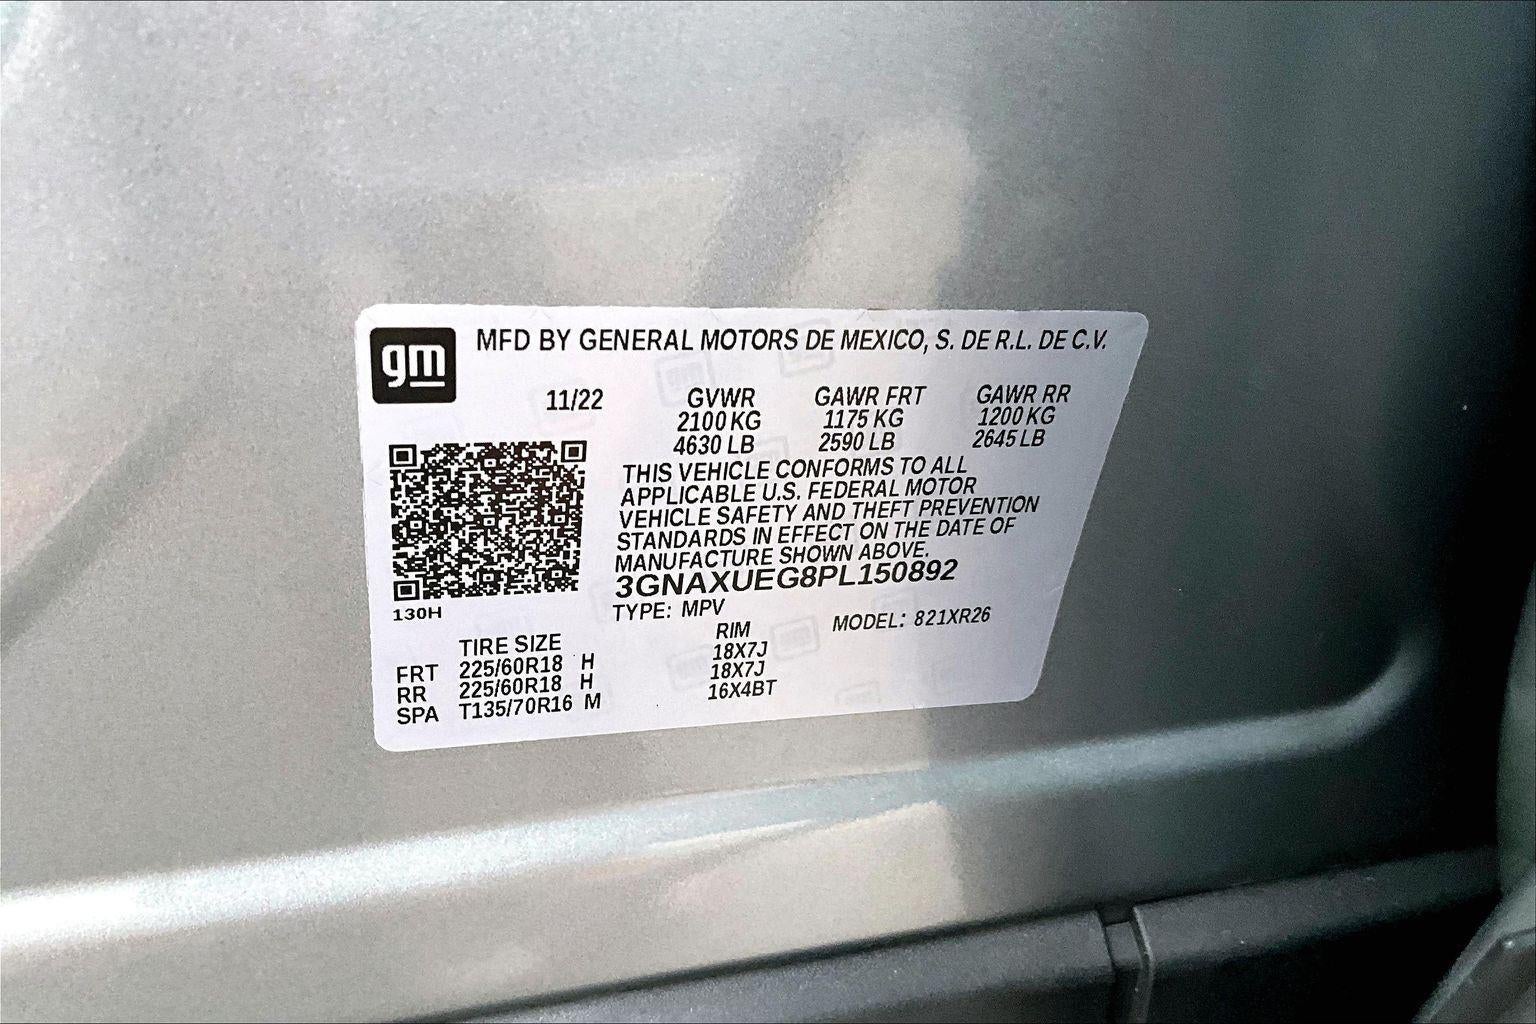 gm MFD BY GENERAL MOTORS DE MEXICO, S. DE R.L. DE C.V.
11/22 GVWR GAWR FRT GAWR RR
2100 KG 1175 KG 1200 KG
4630 LB 2590 LB 2645 LB
THIS VEHICLE CONFORMS TO ALL
APPLICABLE U.S. FEDERAL MOTOR
VEHICLE SAFETY AND THEFT PREVENTION
STANDARDS IN EFFECT ON THE DATE OF
MANUFACTURE SHOWN ABOVE.
3GNAXUEG8PL150892
130H
TYPE: MPV MODEL: 821XR26
TIRE SIZE RIM
FRT 225/60R18 H 18X7J
RR 225/60R18 H 18X7J
SPA T135/70R16 M 16X4BT